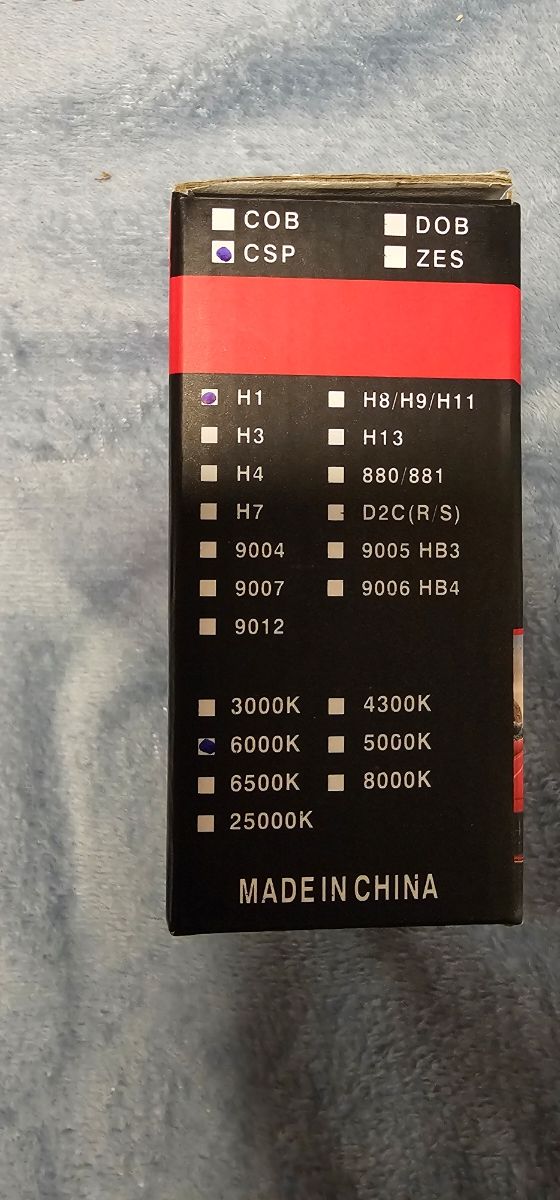 COB DOB
CSP ZES
H1 H8/H9/H11
H3 H13
H4 880/881
H7 D2C(R/S)
9004 9005 HB3
9007 9006 HB4
9012
3000K 4300K
6000K 5000K
6500K 8000K
25000K
MADE IN CHINA